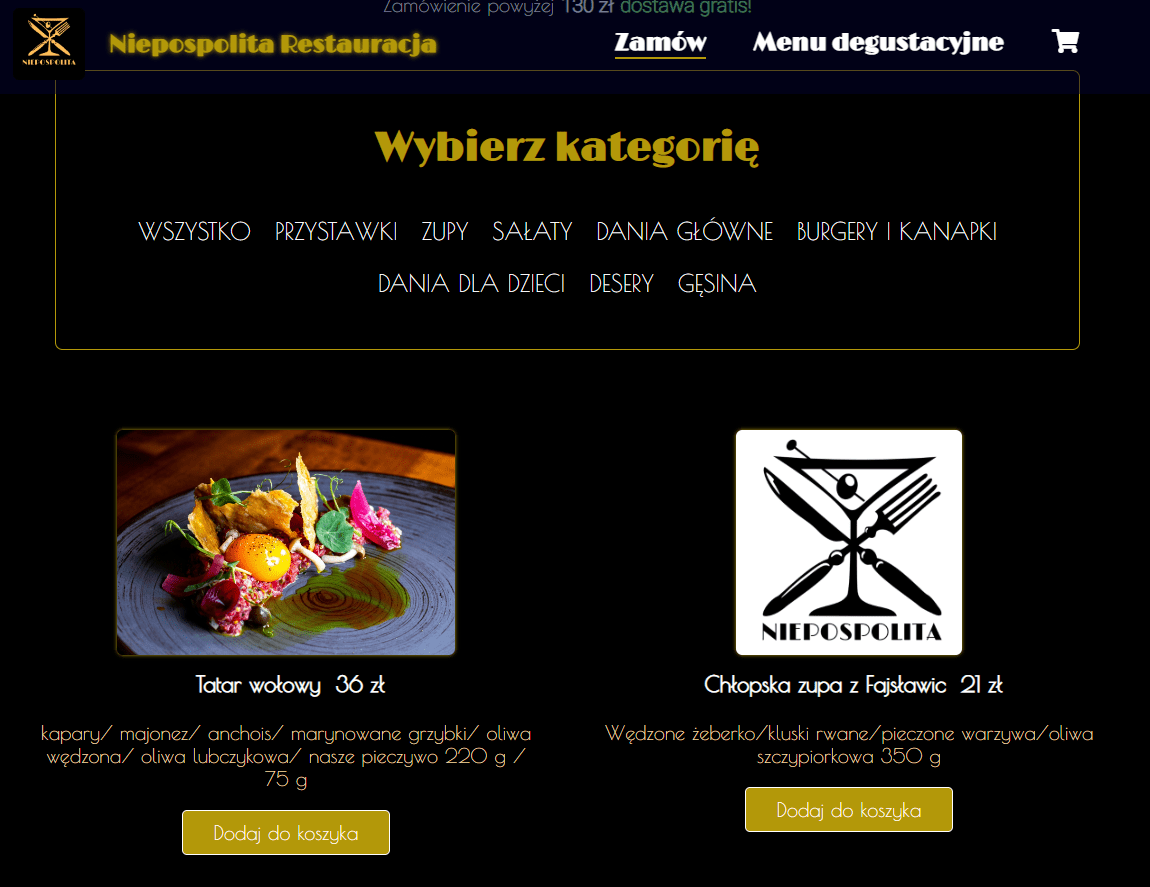 Zamówienie powyżej 130 zł dostawa gratis!
NIEPOSPOLITA
Niepospolita Restauracja
Zamów
Menu degustacyjne
Wybierz kategorię
WSZYSTKO PRZYSTAWKI ZUPY SAŁATY DANIA GŁÓWNE BURGERY I KANAPKI
DANIA DLA DZIECI DESERY GĘSINA
NIEPOSPOLITA
Tatar wołowy 36 zł
kapary/ majonez/ anchois/ marynowane grzybki/ oliwa
wędzona/ oliwa lubczykowa/ nasze pieczywo 220 g /
75 g
Dodaj do koszyka
Chłopska zupa z Fajsławic 21 zł
Wędzone żeberko/kluski rwane/pieczone warzywa/oliwa
szczypiorkowa 350 g
Dodaj do koszyka